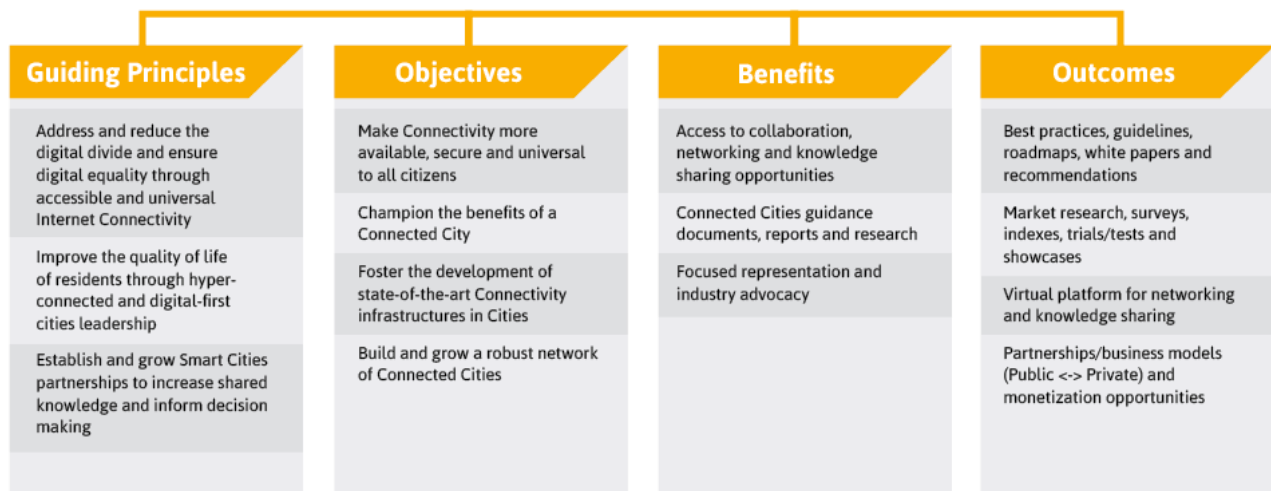 Guiding Principles
Address and reduce the
digital divide and ensure
digital equality through
accessible and universal
Internet Connectivity
Improve the quality of life
of residents through hyper-
connected and digital-first
cities leadership
Establish and grow Smart Cities
partnerships to increase shared
knowledge and inform decision
making
Objectives
Make Connectivity more
available, secure and universal
to all citizens
Champion the benefits of a
Connected City
Foster the development of
state-of-the-art Connectivity
infrastructures in Cities
Build and grow a robust network
of Connected Cities
Benefits
Access to collaboration,
networking and knowledge
sharing opportunities
Connected Cities guidance
documents, reports and research
Focused representation and
industry advocacy
Outcomes
Best practices, guidelines,
roadmaps, white papers and
recommendations
Market research, surveys,
indexes, trials/tests and
showcases
Virtual platform for networking
and knowledge sharing
Partnerships/business models
(Public <-> Private) and
monetization opportunities